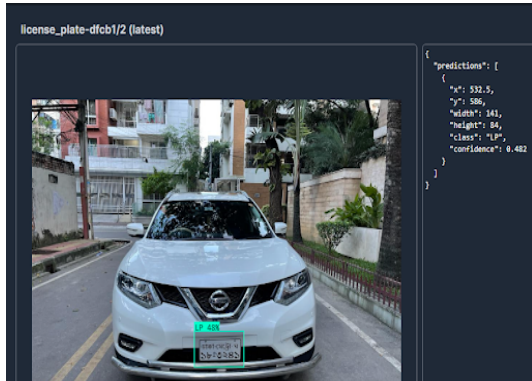 license_plate-dfcb1/2 (latest)
{
"predictions": [
{
"x": 532.5,
"y": 586,
"width": 141,
"height": 84,
"class": "LP",
"confidence": 0.482
}
]
}
LP 48%